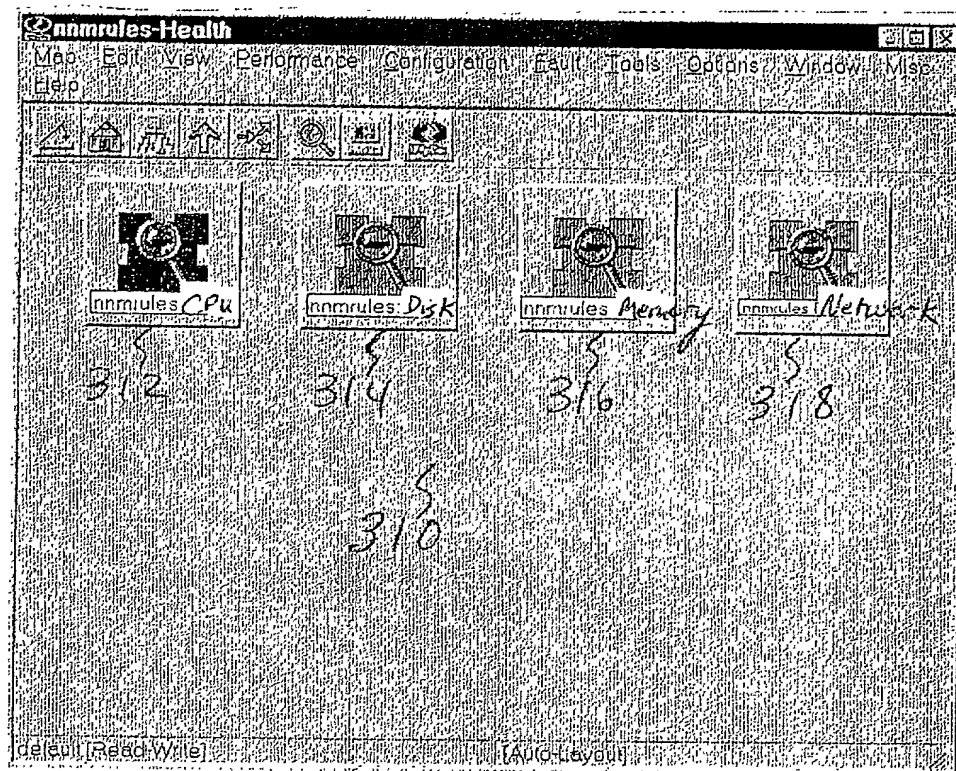 nnmrules-Health
Map Edit View Performance Configuration Fault Tools Options Window Misc
Help
nnmrules: CPu nnmrules: Disk nnmrules: Memory nnmrules: Network
312 314 316 318
310
default [Read-Write] [Auto-Layout]